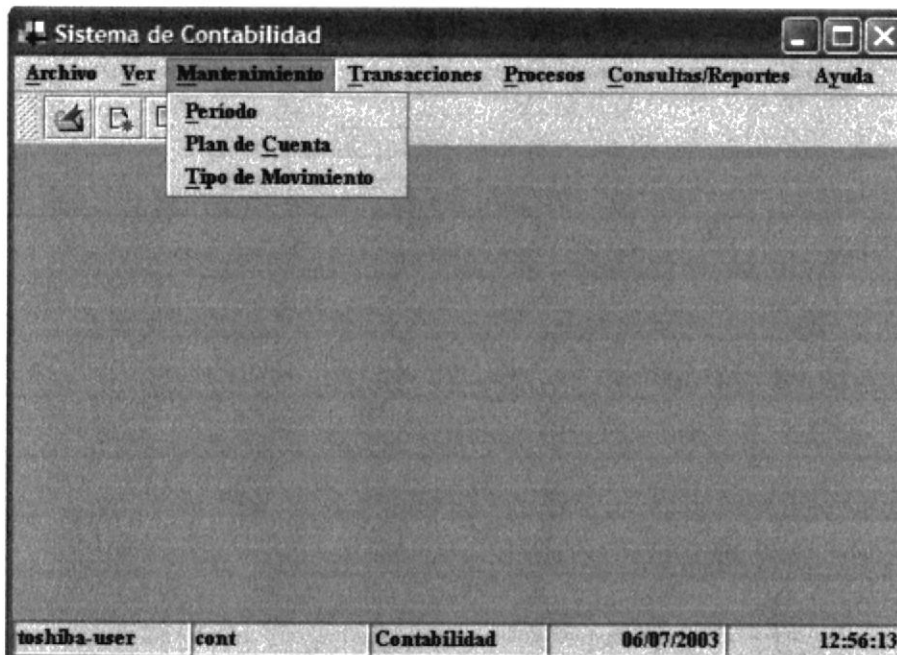 Sistema de Contabilidad
Archivo Ver Mantenimiento Transacciones Procesos Consultas/Reportes Ayuda
Período
Plan de Cuenta
Tipo de Movimiento
toshiba-user cont Contabilidad 06/07/2003 12:56:13